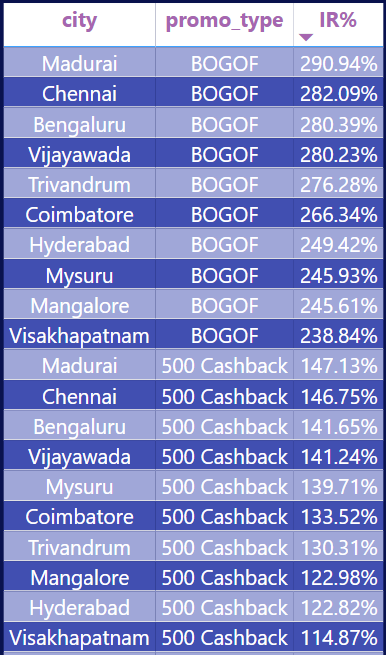 city promo_type IR%
Madurai BOGOF 290.94%
Chennai BOGOF 282.09%
Bengaluru BOGOF 280.39%
Vijayawada BOGOF 280.23%
Trivandrum BOGOF 276.28%
Coimbatore BOGOF 266.34%
Hyderabad BOGOF 249.42%
Mysuru BOGOF 245.93%
Mangalore BOGOF 245.61%
Visakhapatnam BOGOF 238.84%
Madurai 500 Cashback 147.13%
Chennai 500 Cashback 146.75%
Bengaluru 500 Cashback 141.65%
Vijayawada 500 Cashback 141.24%
Mysuru 500 Cashback 139.71%
Coimbatore 500 Cashback 133.52%
Trivandrum 500 Cashback 130.31%
Mangalore 500 Cashback 122.98%
Hyderabad 500 Cashback 122.82%
Visakhapatnam 500 Cashback 114.87%